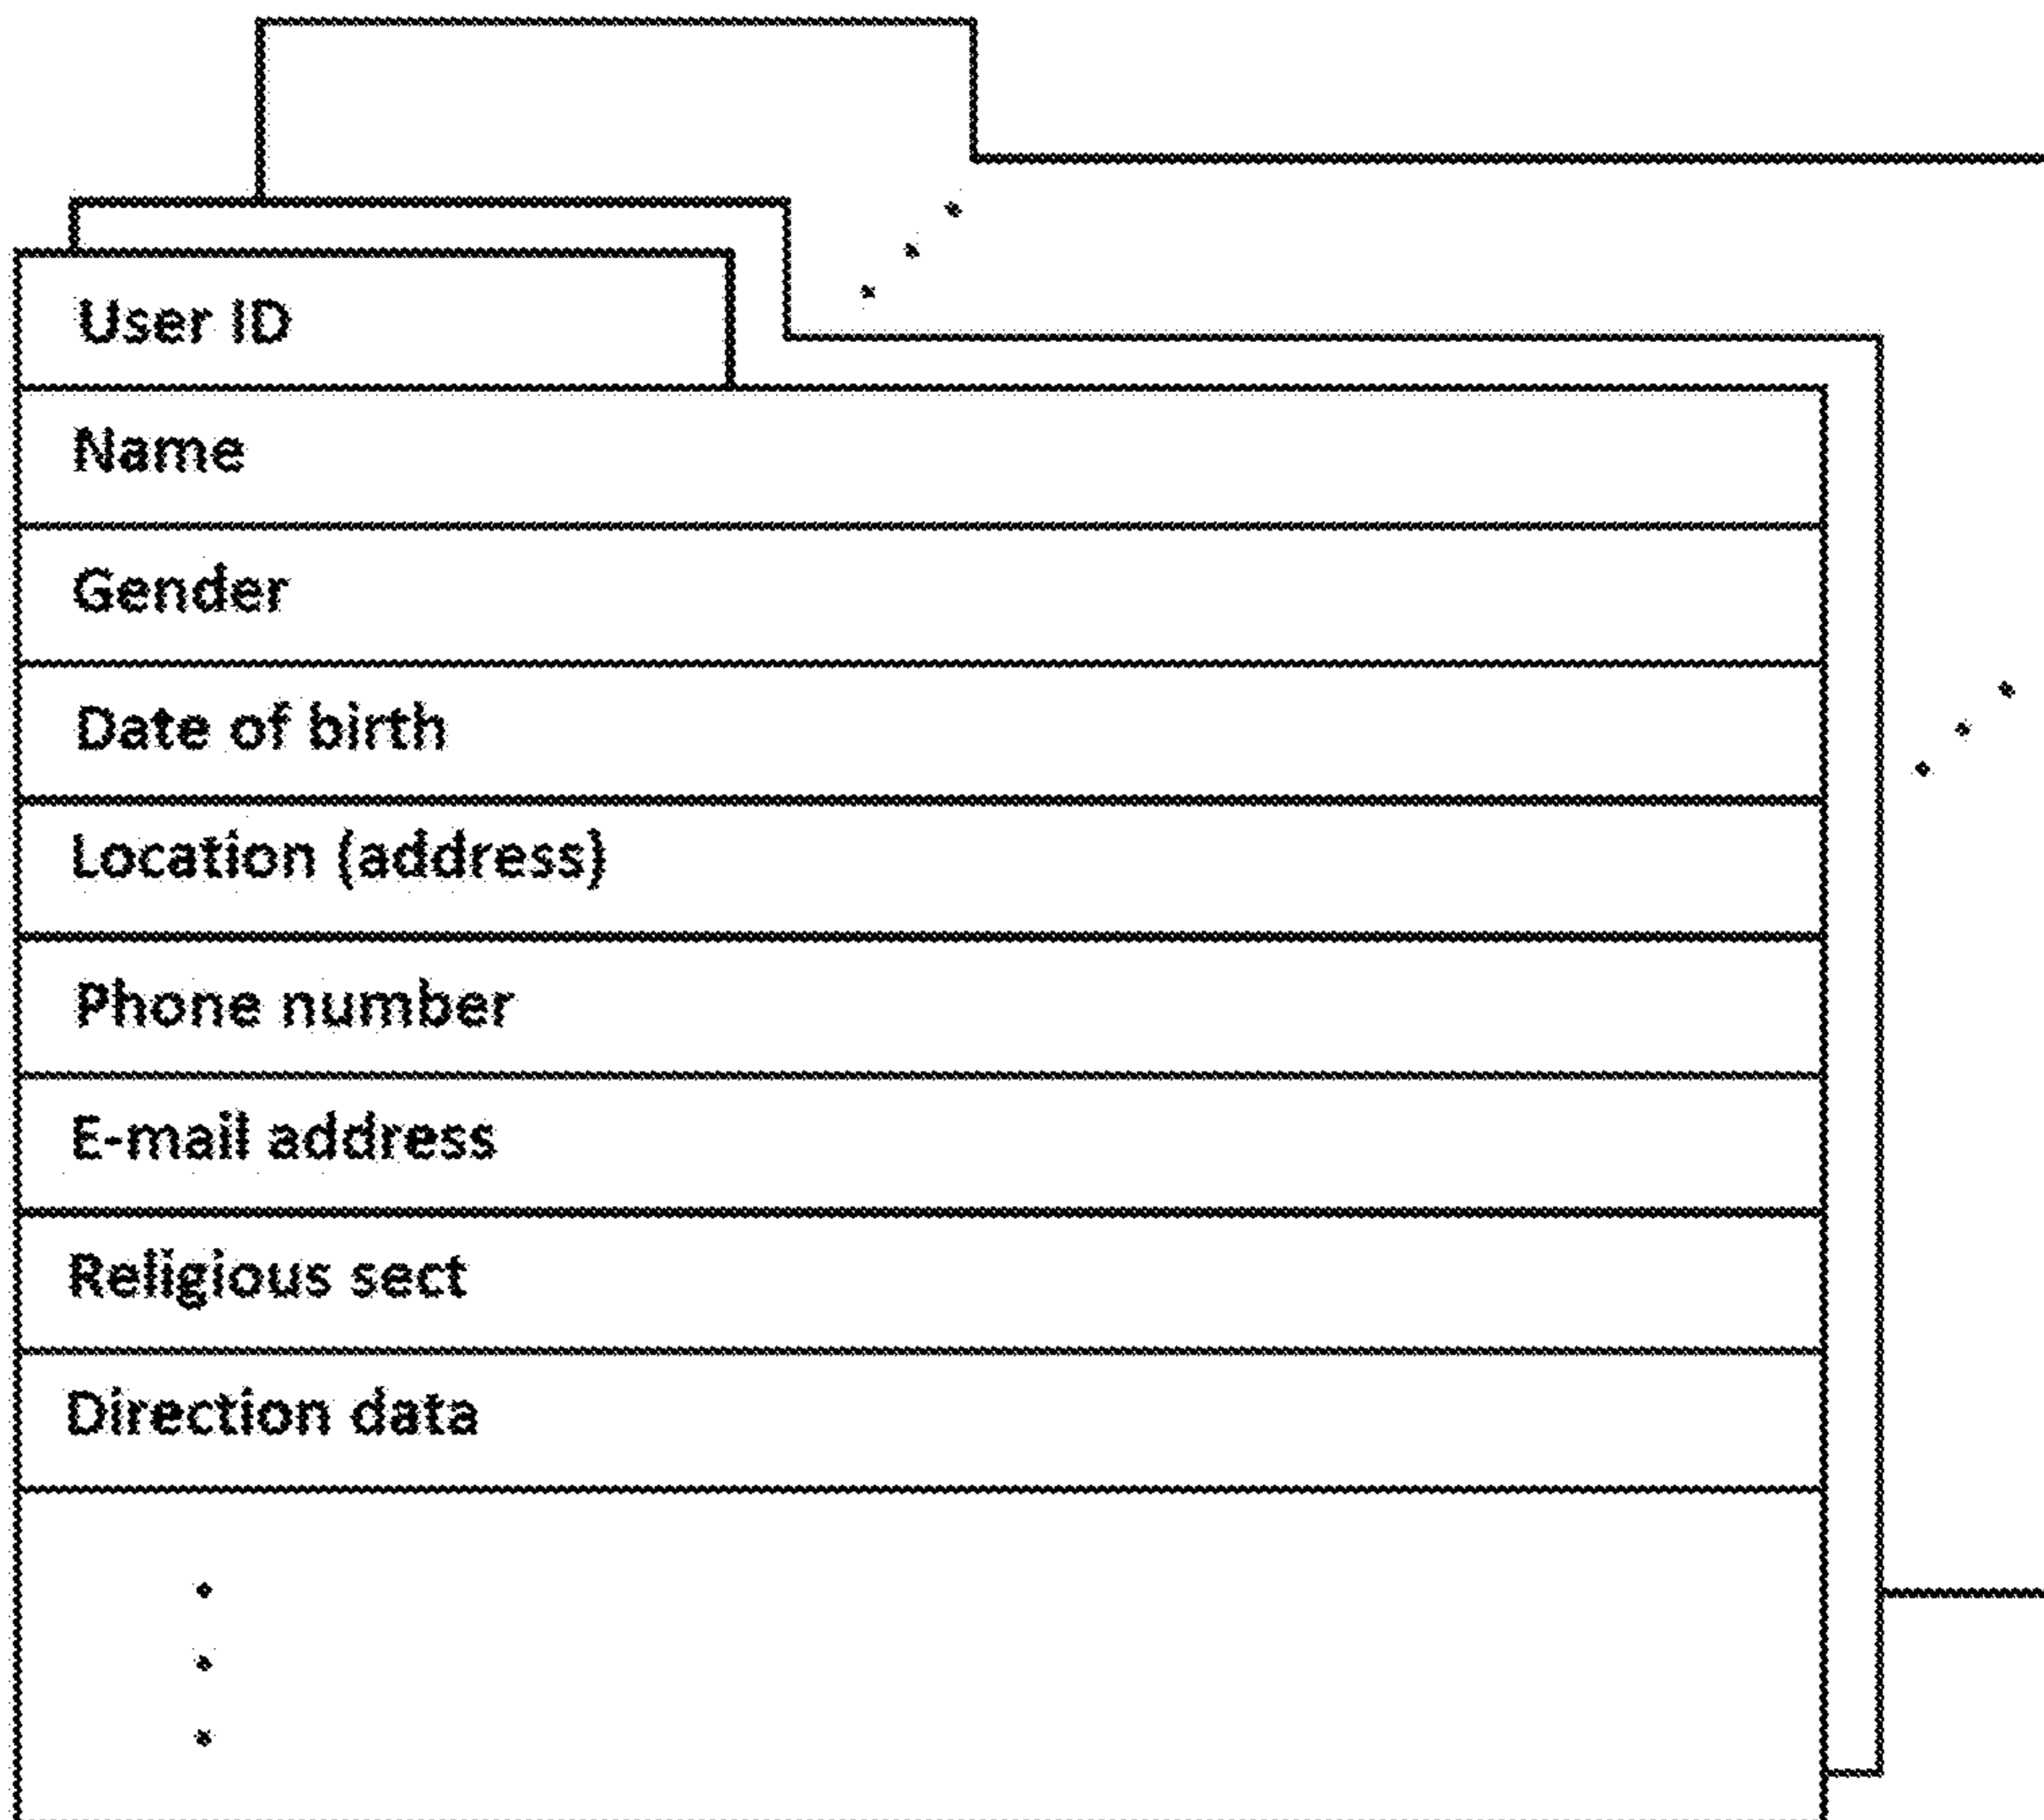 User ID
Name
Gender
Date of birth
Location (address)
Phone number
E-mail address
Religious sect
Direction data